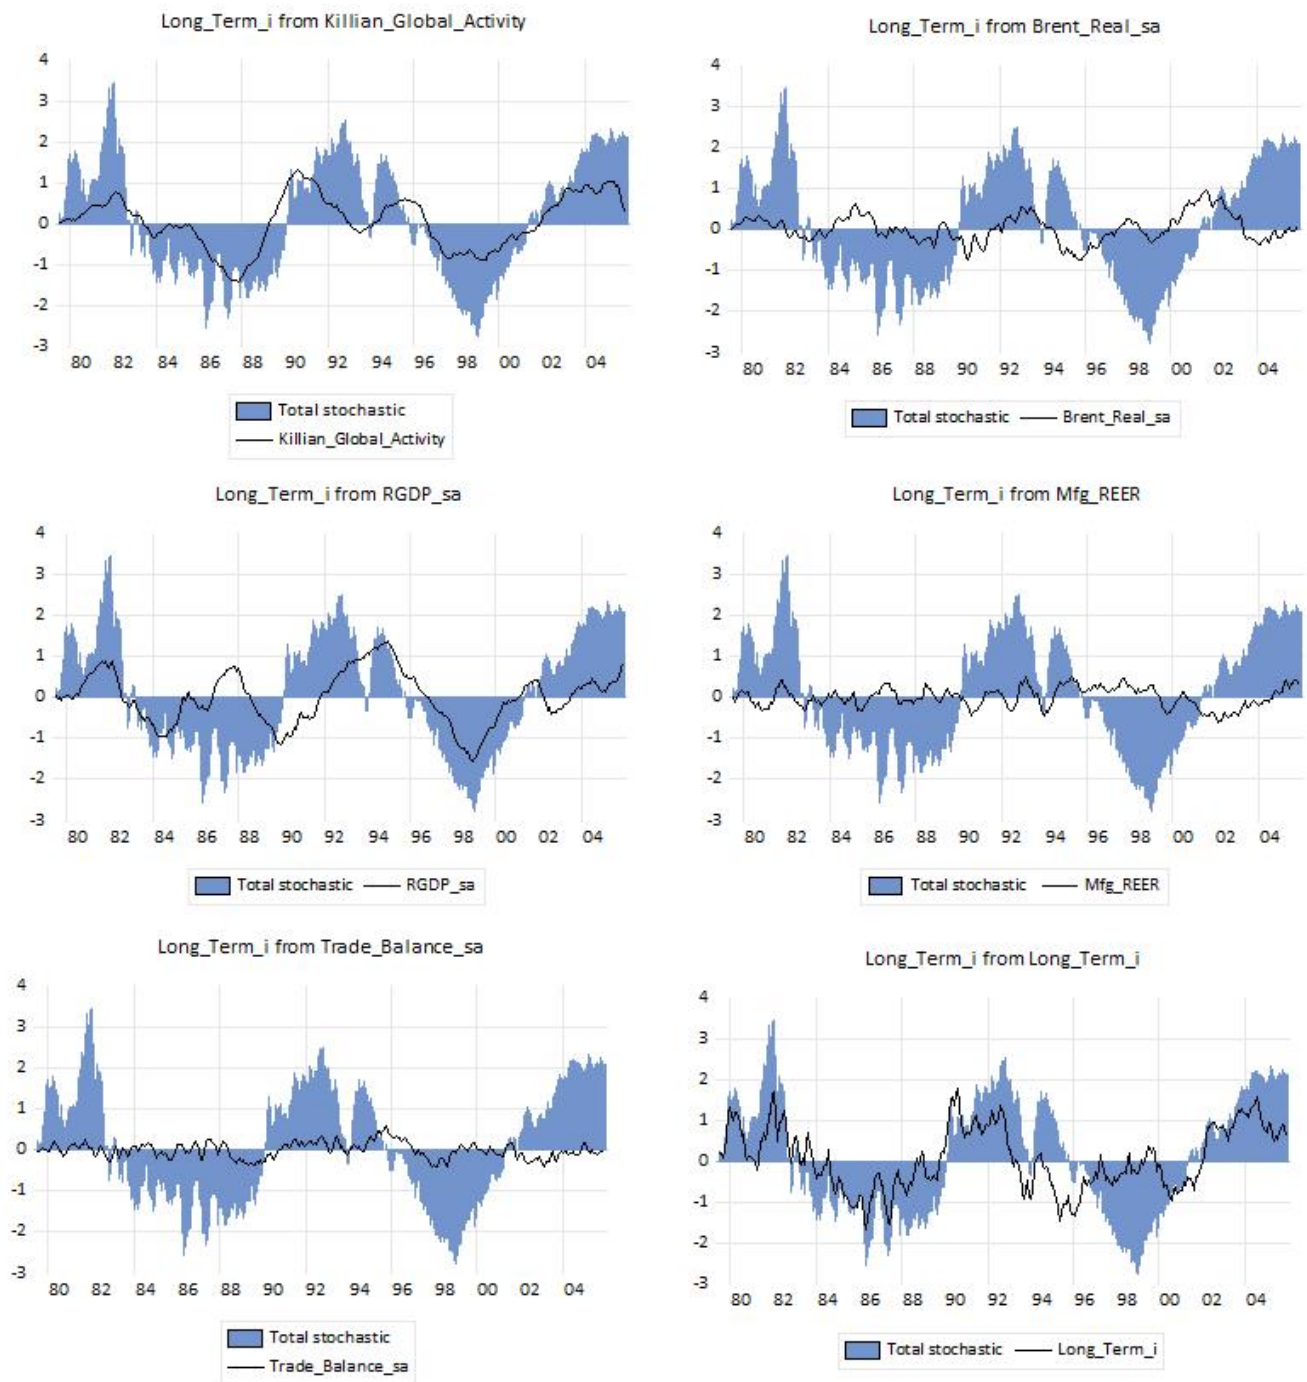 Long_Term_i from Killian_Global_Activity
4
3
2
1
0
-1
-2
-3
80 82 84 86 88 90 92 94 96 98 00 02 04
Total stochastic
Killian_Global_Activity
Long_Term_i from Brent_Real_sa
4
3
2
1
0
-1
-2
-3
80 82 84 86 88 90 92 94 96 98 00 02 04
Total stochastic Brent_Real_sa
Long_Term_i from RGDP_sa
4
3
2
1
0
-1
-2
-3
80 82 84 86 88 90 92 94 96 98 00 02 04
Total stochastic RGDP_sa
Long_Term_i from Mfg_REER
4
3
2
1
0
-1
-2
-3
80 82 84 86 88 90 92 94 96 98 00 02 04
Total stochastic Mfg_REER
Long_Term_i from Trade_Balance_sa
4
3
2
1
0
-1
-2
-3
80 82 84 86 88 90 92 94 96 98 00 02 04
Total stochastic
Trade_Balance_sa
Long_Term_i from Long_Term_i
4
3
2
1
0
-1
-2
-3
80 82 84 86 88 90 92 94 96 98 00 02 04
Total stochastic Long_Term_i